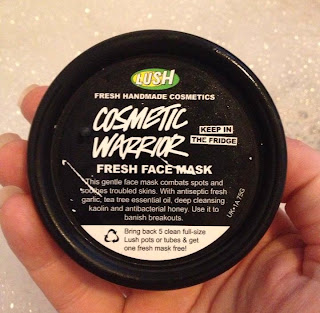 LUSH
FRESH HANDMADE COSMETICS
COSMETIC
WARRIOR
KEEP IN
THE FRIDGE
FRESH FACE MASK
This gentle face mask combats spots and
soothes troubled skins. With antiseptic fresh
garlic, tea tree essential oil, deep cleansing
kaolin and antibacterial honey. Use it to
banish breakouts.
Bring back 5 clean full-size
Lush pots or tubes & get
one fresh mask free!